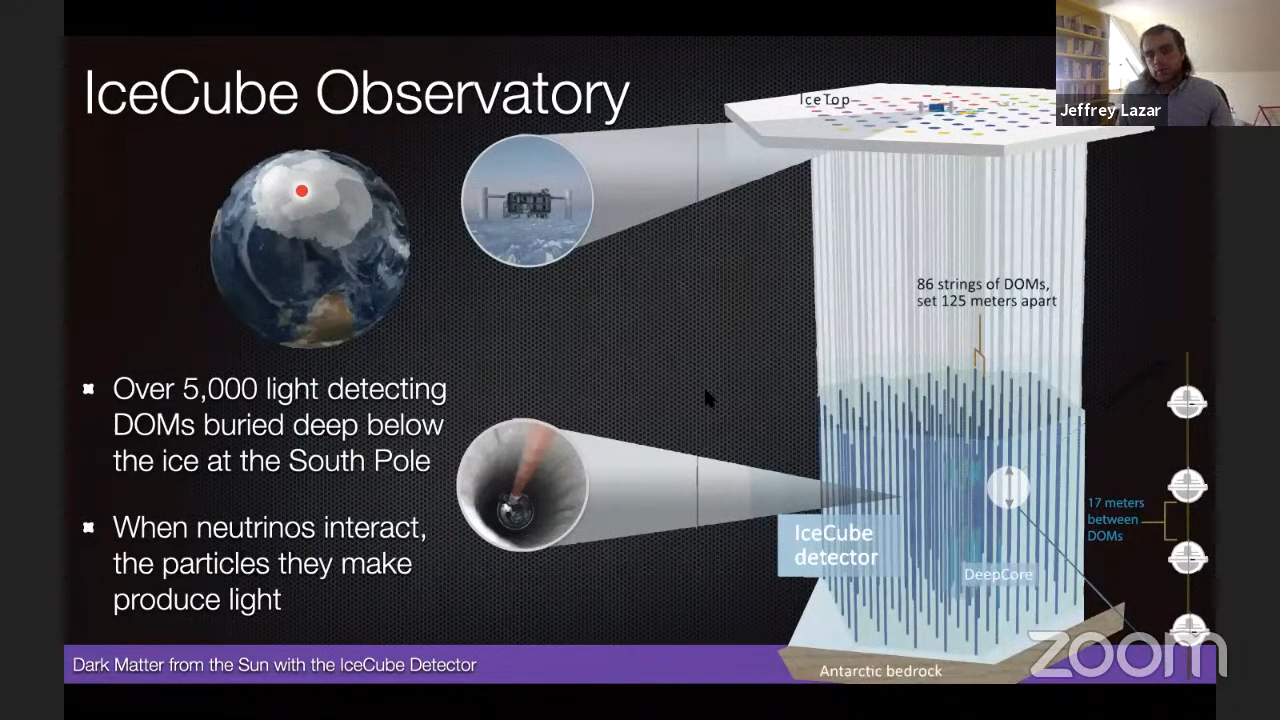 IceCube Observatory
IceTop
Jeffrey Lazar
86 strings of DOMs,
set 125 meters apart
Over 5,000 light detecting
DOMs buried deep below
the ice at the South Pole
When neutrinos interact,
the particles they make
produce light
17 meters
between
DOMs
IceCube
detector
DeepCore
Antarctic bedrock
Dark Matter from the Sun with the IceCube Detector
zoom